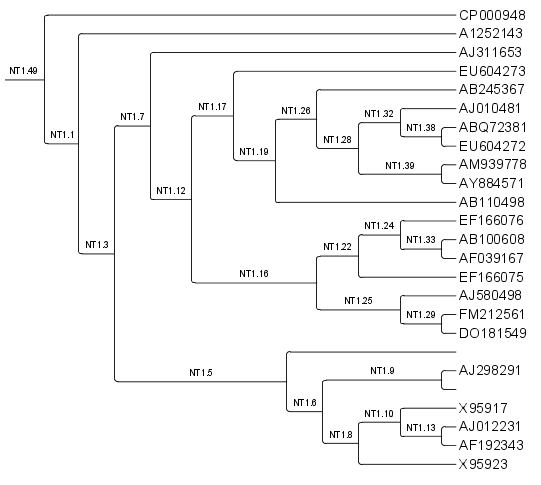 CP000948
A1252143
AJ311653
NT1.49
EU604273
AB245367
NT1.17
NT1.26
AJ010481
NT1.7
NT1.32
ABQ72381
NT1.38
NT1.1
NT1.28
EU604272
NT1.19
AM939778
NT1.39
AY884571
NT1.12
AB110498
EF166076
NT1.24
AB100608
NT1.3
NT1.22
NT1.33
AF039167
NT1.16
EF166075
AJ580498
NT1.25
FM212561
NT1.29
DO181549
NT1.5
NT1.9
AJ298291
NT1.6
X95917
NT1.10
AJ012231
NT1.8
NT1.13
AF192343
X95923